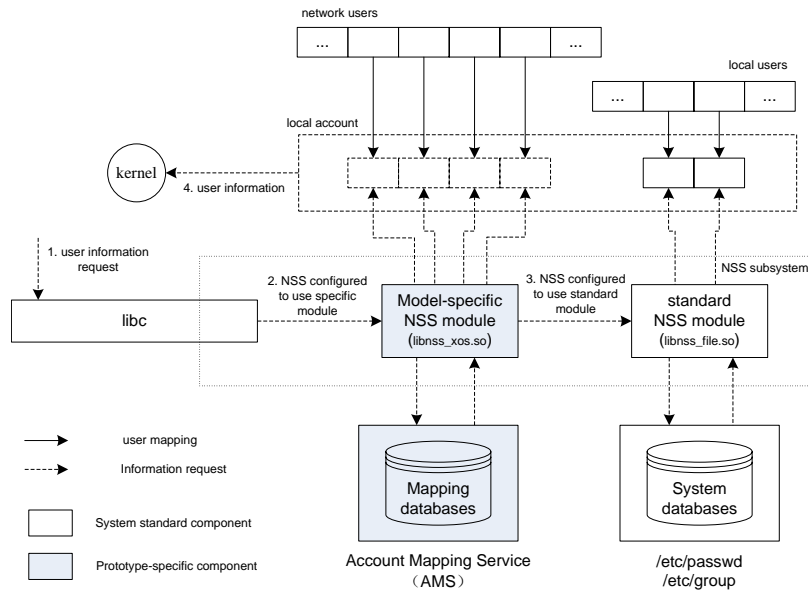 network users
... ...
local users
... ...
local account
kernel
4. user information
1. user information
request
NSS subsystem
2. NSS configured
to use specific
module
3. NSS configured
to use standard
module
libc
Model-specific
NSS module
(libnss_xos.so)
standard
NSS module
(libnss_file.so)
user mapping
Information request
System standard component
Prototype-specific component
Mapping
databases
System
databases
Account Mapping Service
（AMS）
/etc/passwd
/etc/group